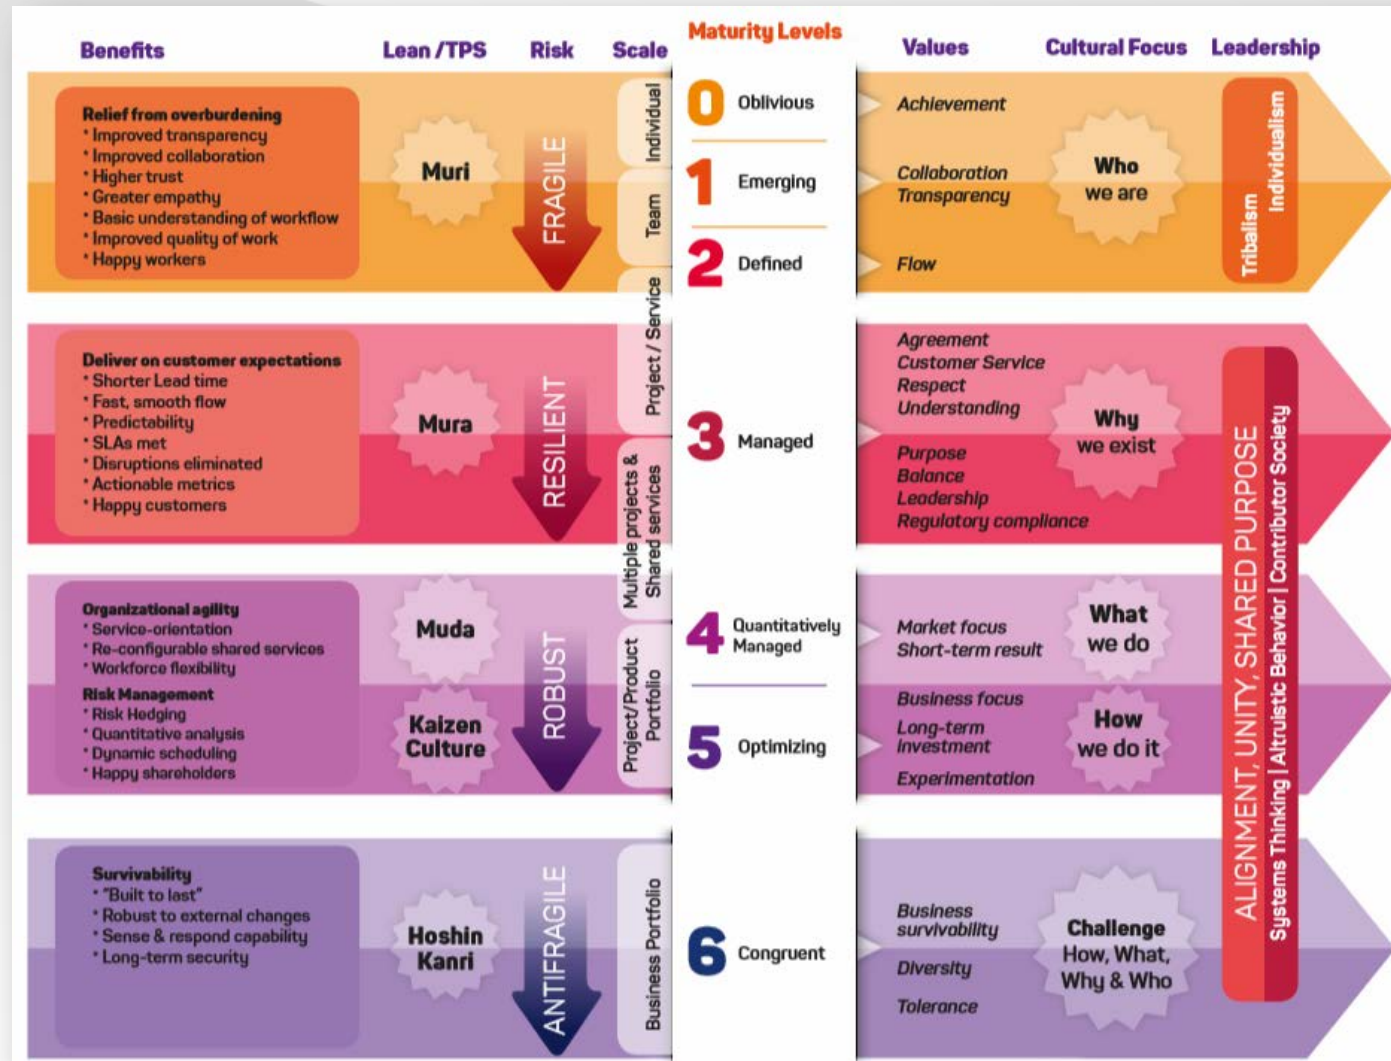 Benefits
Lean /TPS
Risk
Scale
Maturity Levels
Values
Cultural Focus
Leadership
Relief from overburdening
* Improved transparency
* Improved collaboration
* Higher trust
* Greater empathy
* Basic understanding of workflow
* Improved quality of work
* Happy workers
Muri
FRAGILE
Individual
Team
0 Oblivious
1 Emerging
2 Defined
Achievement
Collaboration
Transparency
Flow
Who
we are
Tribalism
Individualism
Deliver on customer expectations
* Shorter Lead time
* Fast, smooth flow
* Predictability
* SLAs met
* Disruptions eliminated
* Actionable metrics
* Happy customers
Mura
RESILIENT
Project / Service
Multiple projects &
Shared services
3 Managed
Agreement
Customer Service
Respect
Understanding
Purpose
Balance
Leadership
Regulatory compliance
Why
we exist
ALIGNMENT, UNITY, SHARED PURPOSE
Systems Thinking | Altruistic Behavior | Contributor Society
Organizational agility
* Service-orientation
* Re-configurable shared services
* Workforce flexibility
Risk Management
* Risk Hedging
* Quantitative analysis
* Dynamic scheduling
* Happy shareholders
Muda
Kaizen
Culture
ROBUST
Project/Product
Portfolio
4 Quantitatively
Managed
5 Optimizing
Market focus
Short-term result
Business focus
Long-term
investment
Experimentation
What
we do
How
we do it
Survivability
* "Built to last"
* Robust to external changes
* Sense & respond capability
* Long-term security
Hoshin
Kanri
ANTIFRAGILE
Business Portfolio
6 Congruent
Business
survivability
Diversity
Tolerance
Challenge
How, What,
Why & Who